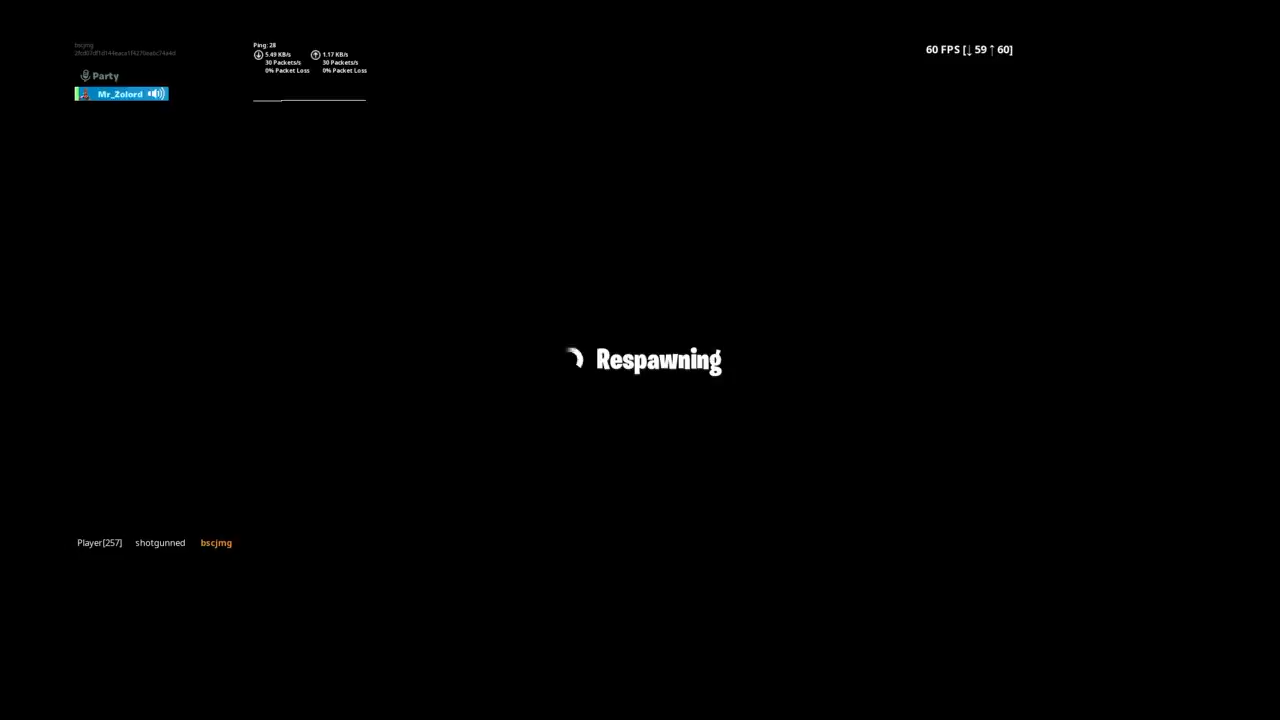 bscjmg
Party
Mr_Zolord
Ping: 28
5.49 KB/s 1.17 KB/s
30 Packets/s 30 Packets/s
0% Packet Loss 0% Packet Loss
60 FPS [↓ 59 ↑ 60]
Respawning
Player[257] shotgunned bscjmg